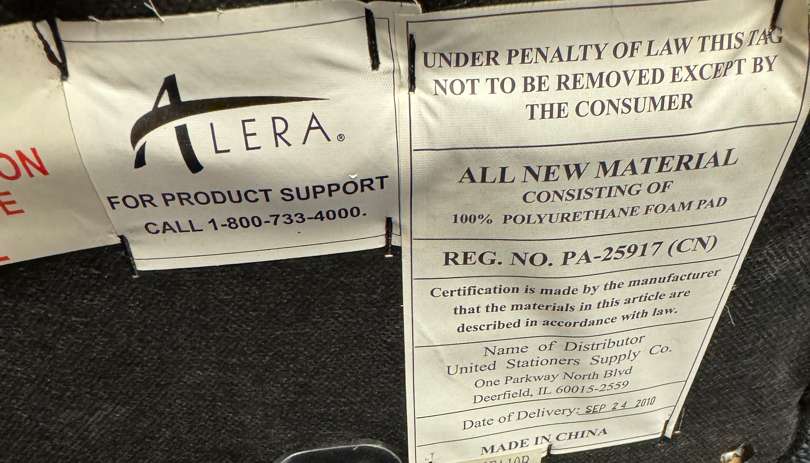 ON
E
ALERA®
FOR PRODUCT SUPPORT
CALL 1-800-733-4000.
UNDER PENALTY OF LAW THIS TAG
NOT TO BE REMOVED EXCEPT BY
THE CONSUMER
ALL NEW MATERIAL
CONSISTING OF
100% POLYURETHANE FOAM PAD
REG. NO. PA-25917 (CN)
Certification is made by the manufacturer
that the materials in this article are
described in accordance with law.
Name of Distributor
United Stationers Supply Co.
One Parkway North Blvd
Deerfield, IL 60015-2559
Date of Delivery: SEP 24 2010
MADE IN CHINA